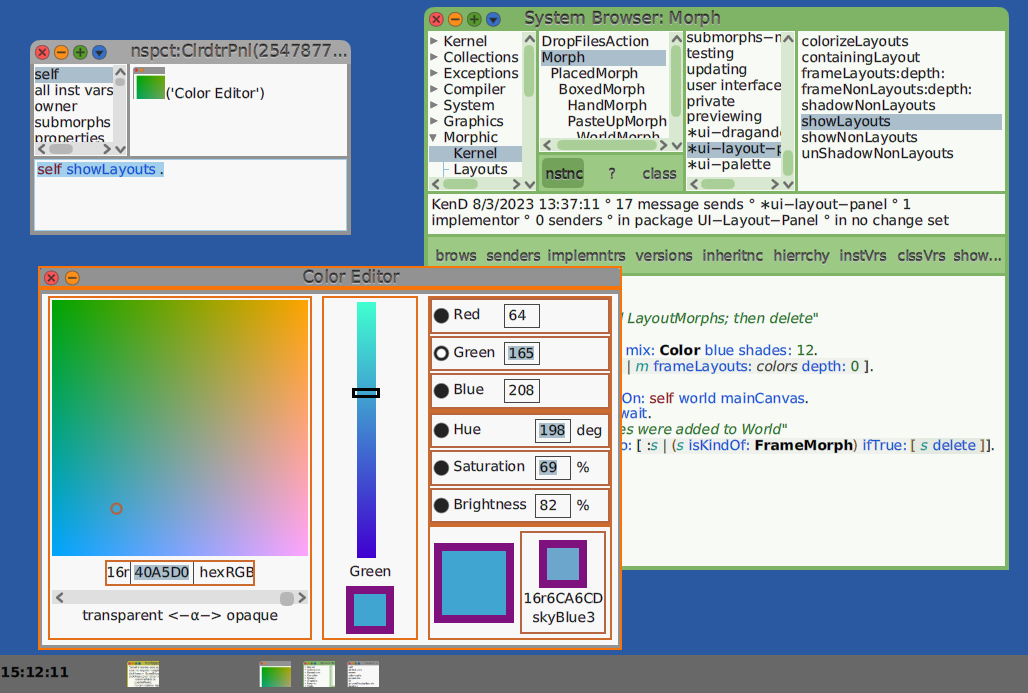 nspct:ClrdtrPnl(2547877...
self
all inst vars
owner
submorphs
properties
('Color Editor')
self showLayouts .
System Browser: Morph
Kernel
Collections
Exceptions
Compiler
System
Graphics
Morphic
Kernel
Layouts
DropFilesAction
Morph
PlacedMorph
BoxedMorph
HandMorph
PasteUpMorph
WorldMorph
nstnc
?
class
submorphs-m
testing
updating
user interface
private
previewing
*ui-dragand
*ui-layout-p
*ui-palette
colorizeLayouts
containingLayout
frameLayouts:depth:
frameNonLayouts:depth:
shadowNonLayouts
showLayouts
showNonLayouts
unShadowNonLayouts
KenD 8/3/2023 13:37:11 ° 17 message sends ° *ui-layout-panel ° 1
implementor ° 0 senders ° in package UI-Layout-Panel ° in no change set
brows senders implemntrs versions inheritnc hierrchy instVrs clssVrs show...
LayoutMorphs; then delete"
mix: Color blue shades: 12.
| m frameLayouts: colors depth: 0 ].
On: self world mainCanvas.
wait.
es were added to World"
o: [ :s | (s isKindOf: FrameMorph) ifTrue: [ s delete ]].
Color Editor
16r 40A5D0 hexRGB
transparent <-α-> opaque
Green
Red 64
Green 165
Blue 208
Hue 198 deg
Saturation 69 %
Brightness 82 %
16r6CA6CD
skyBlue3
15:12:11